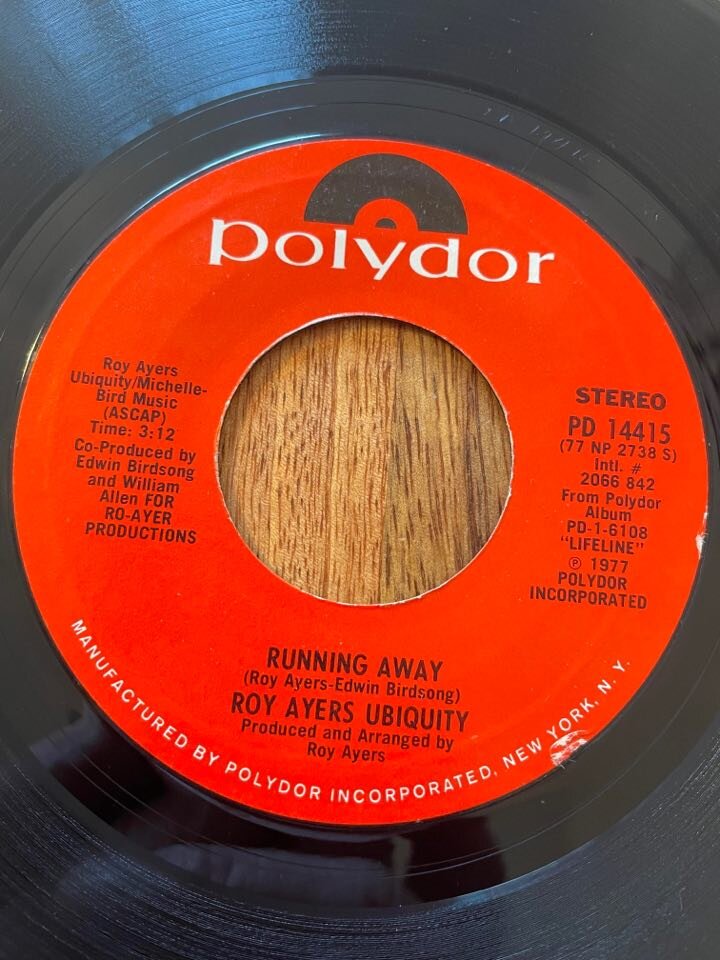 polydor
Roy Ayers
Ubiquity/Michelle-
Bird Music
(ASCAP)
Time: 3:12
Co-Produced by
Edwin Birdsong
and William
Allen FOR
RO-AYER
PRODUCTIONS
STEREO
PD 14415
(77 NP 2738 S)
Intl. #
2066 842
From Polydor
Album
PD-1-6108
"LIFELINE"
℗ 1977
POLYDOR
INCORPORATED
RUNNING AWAY
(Roy Ayers-Edwin Birdsong)
ROY AYERS UBIQUITY
Produced and Arranged by
Roy Ayers
MANUFACTURED BY POLYDOR INCORPORATED, NEW YORK, N. Y.